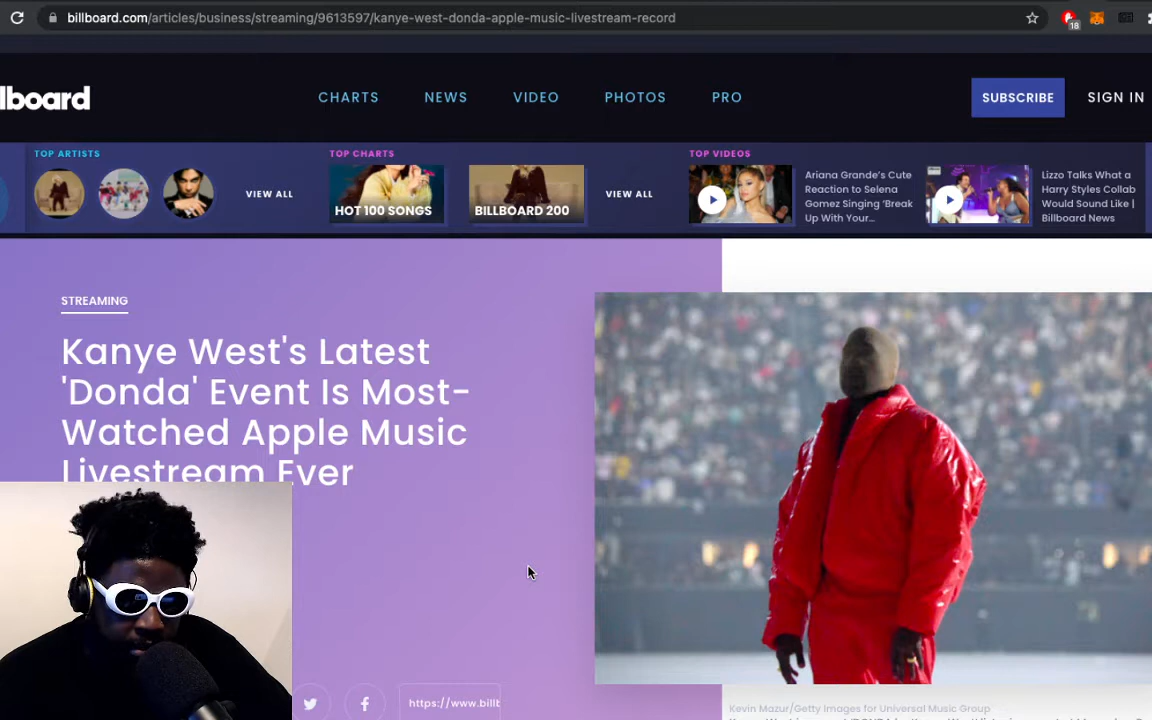 billboard.com/articles/business/streaming/9613597/kanye-west-donda-apple-music-livestream-record
18
llboard
CHARTS NEWS VIDEO PHOTOS PRO
SUBSCRIBE SIGN IN
TOP ARTISTS
VIEW ALL
TOP CHARTS
HOT 100 SONGS
BILLBOARD 200
VIEW ALL
TOP VIDEOS
Ariana Grande's Cute
Reaction to Selena
Gomez Singing 'Break
Up With Your...
Lizzo Talks What a
Harry Styles Collab
Would Sound Like |
Billboard News
STREAMING
Kanye West's Latest
'Donda' Event Is Most-
Watched Apple Music
Livestream Ever
https://www.billb
Kevin Mazur/Getty Images for Universal Music Group